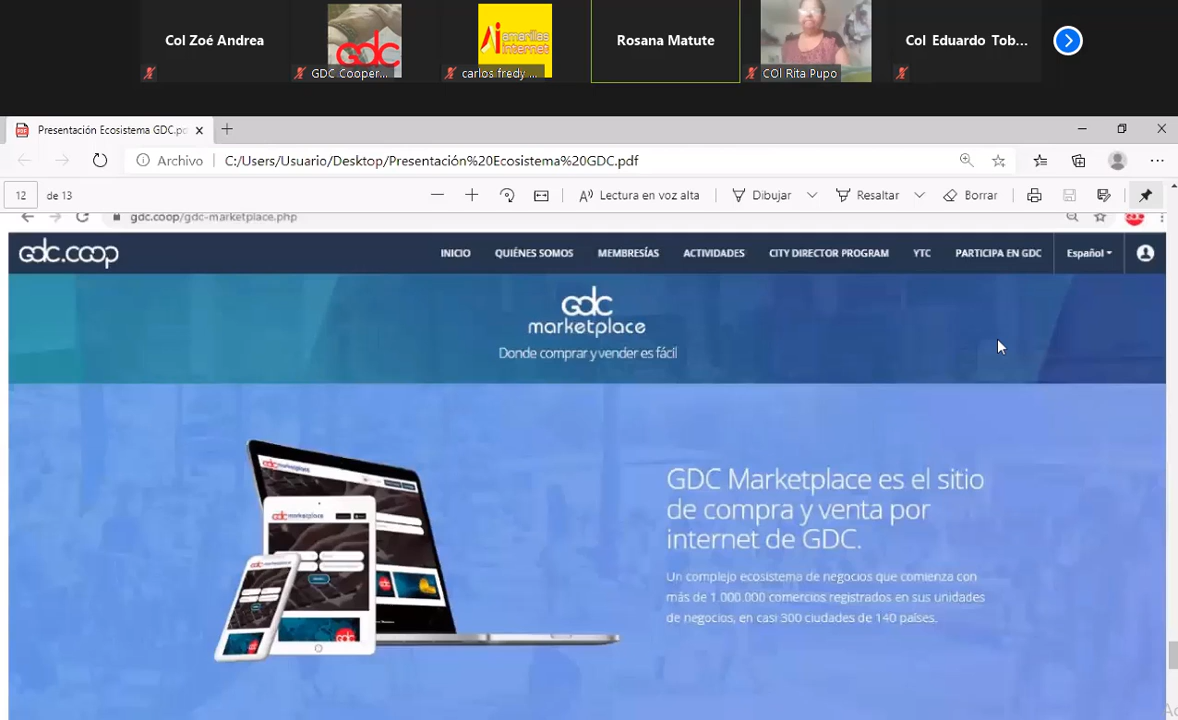 Col Zoé Andrea
gdc
GDC Cooper...
Ai amarillas internet
carlos fredy ...
Rosana Matute
COl Rita Pupo
Col Eduardo Tob...
Presentación Ecosistema GDC.pd
Archivo
C:/Users/Usuario/Desktop/Presentación%20Ecosistema%20GDC.pdf
12 de 13
Lectura en voz alta
Dibujar
Resaltar
Borrar
gdc.coop/gdc-marketplace.php
gdc.coop
INICIO QUIÉNES SOMOS MEMBRESÍAS ACTIVIDADES CITY DIRECTOR PROGRAM YTC PARTICIPA EN GDC Español
gdc
marketplace
Donde comprar y vender es fácil
GDC Marketplace es el sitio
de compra y venta por
internet de GDC.
Un complejo ecosistema de negocios que comienza con
más de 1.000.000 comercios registrados en sus unidades
de negocios, en casi 300 ciudades de 140 países.